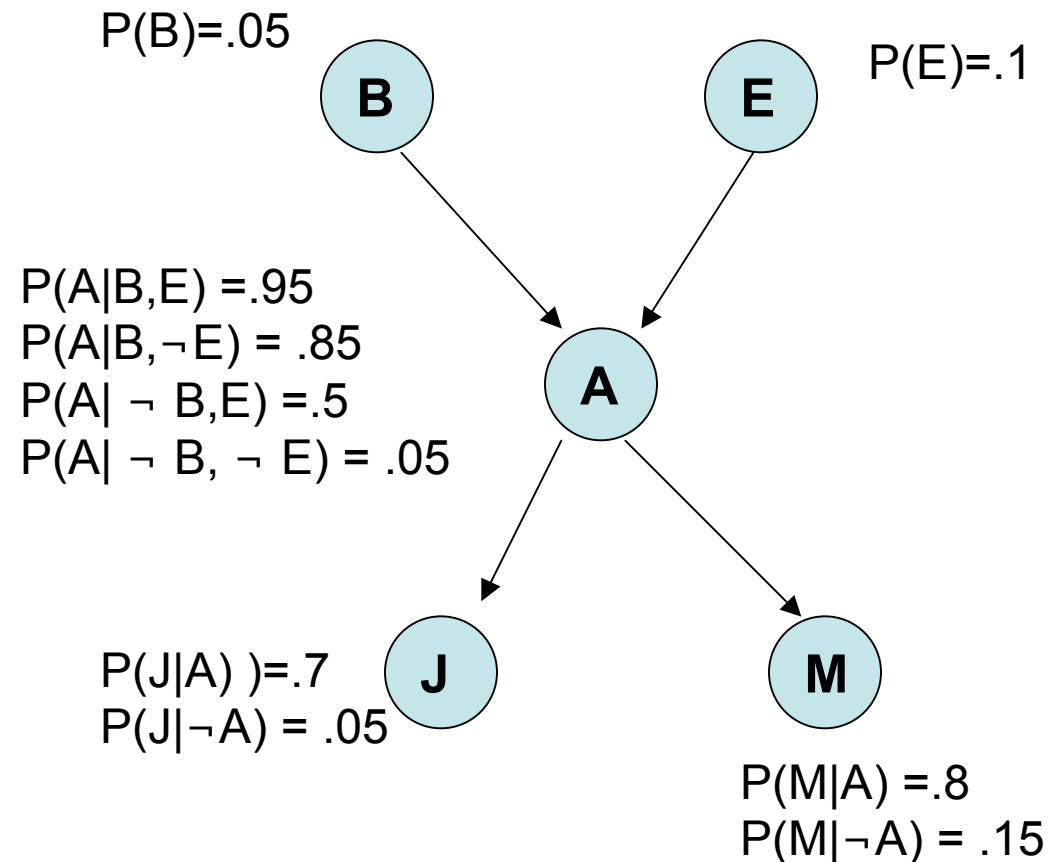 P(B)=.05
B
E
P(E)=.1
P(A|B,E) =.95
P(A|B,¬E) = .85
P(A| ¬ B,E) =.5
P(A| ¬ B, ¬ E) = .05
A
P(J|A) )=.7
P(J|¬A) = .05
J
M
P(M|A) =.8
P(M|¬A) = .15